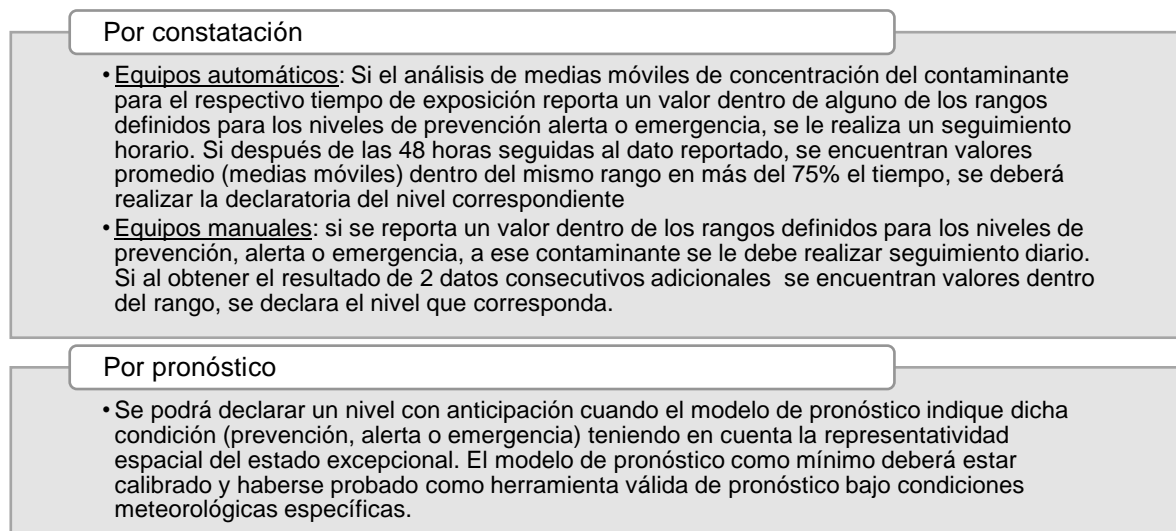 Por constatación
• Equipos automáticos: Si el análisis de medias móviles de concentración del contaminante
para el respectivo tiempo de exposición reporta un valor dentro de alguno de los rangos
definidos para los niveles de prevención alerta o emergencia, se le realiza un seguimiento
horario. Si después de las 48 horas seguidas al dato reportado, se encuentran valores
promedio (medias móviles) dentro del mismo rango en más del 75% el tiempo, se deberá
realizar la declaratoria del nivel correspondiente
• Equipos manuales: si se reporta un valor dentro de los rangos definidos para los niveles de
prevención, alerta o emergencia, a ese contaminante se le debe realizar seguimiento diario.
Si al obtener el resultado de 2 datos consecutivos adicionales se encuentran valores dentro
del rango, se declara el nivel que corresponda.
Por pronóstico
• Se podrá declarar un nivel con anticipación cuando el modelo de pronóstico indique dicha
condición (prevención, alerta o emergencia) teniendo en cuenta la representatividad
espacial del estado excepcional. El modelo de pronóstico como mínimo deberá estar
calibrado y haberse probado como herramienta válida de pronóstico bajo condiciones
meteorológicas específicas.